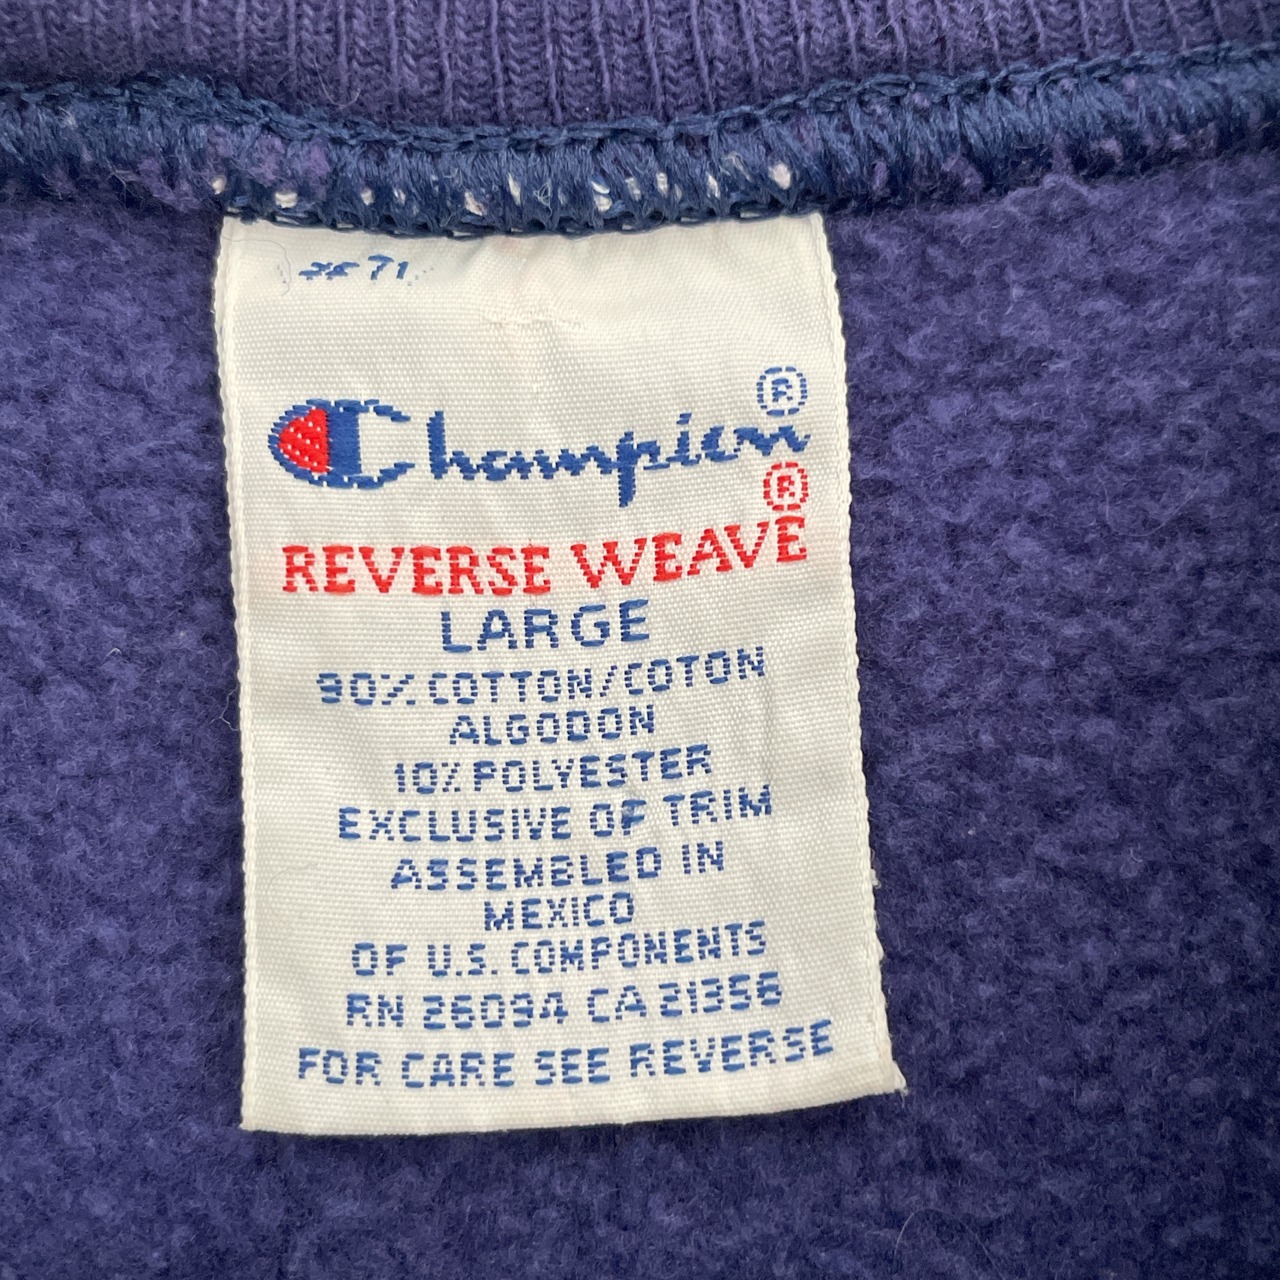 71
Champion®
REVERSE WEAVE®
LARGE
90% COTTON/COTON
ALGODON
10% POLYESTER
EXCLUSIVE OF TRIM
ASSEMBLED IN
MEXICO
OF U.S. COMPONENTS
RN 26094 CA 21356
FOR CARE SEE REVERSE